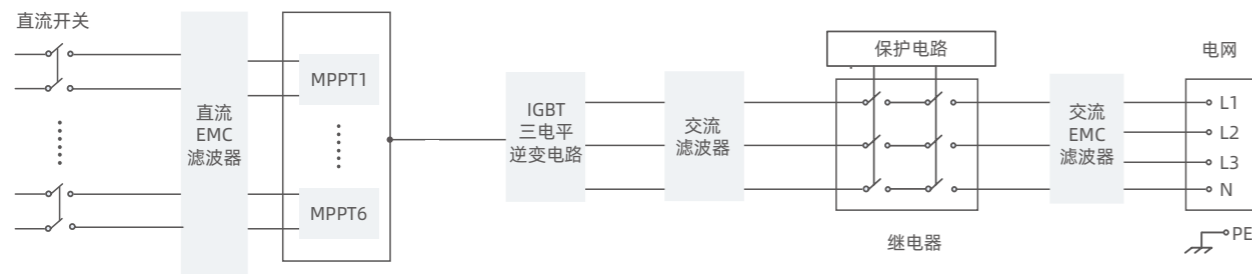 直流开关
直流
EMC
滤波器
MPPT1
MPPT6
IGBT
三电平
逆变电路
交流
滤波器
保护电路
继电器
交流
EMC
滤波器
电网
L1
L2
L3
N
PE